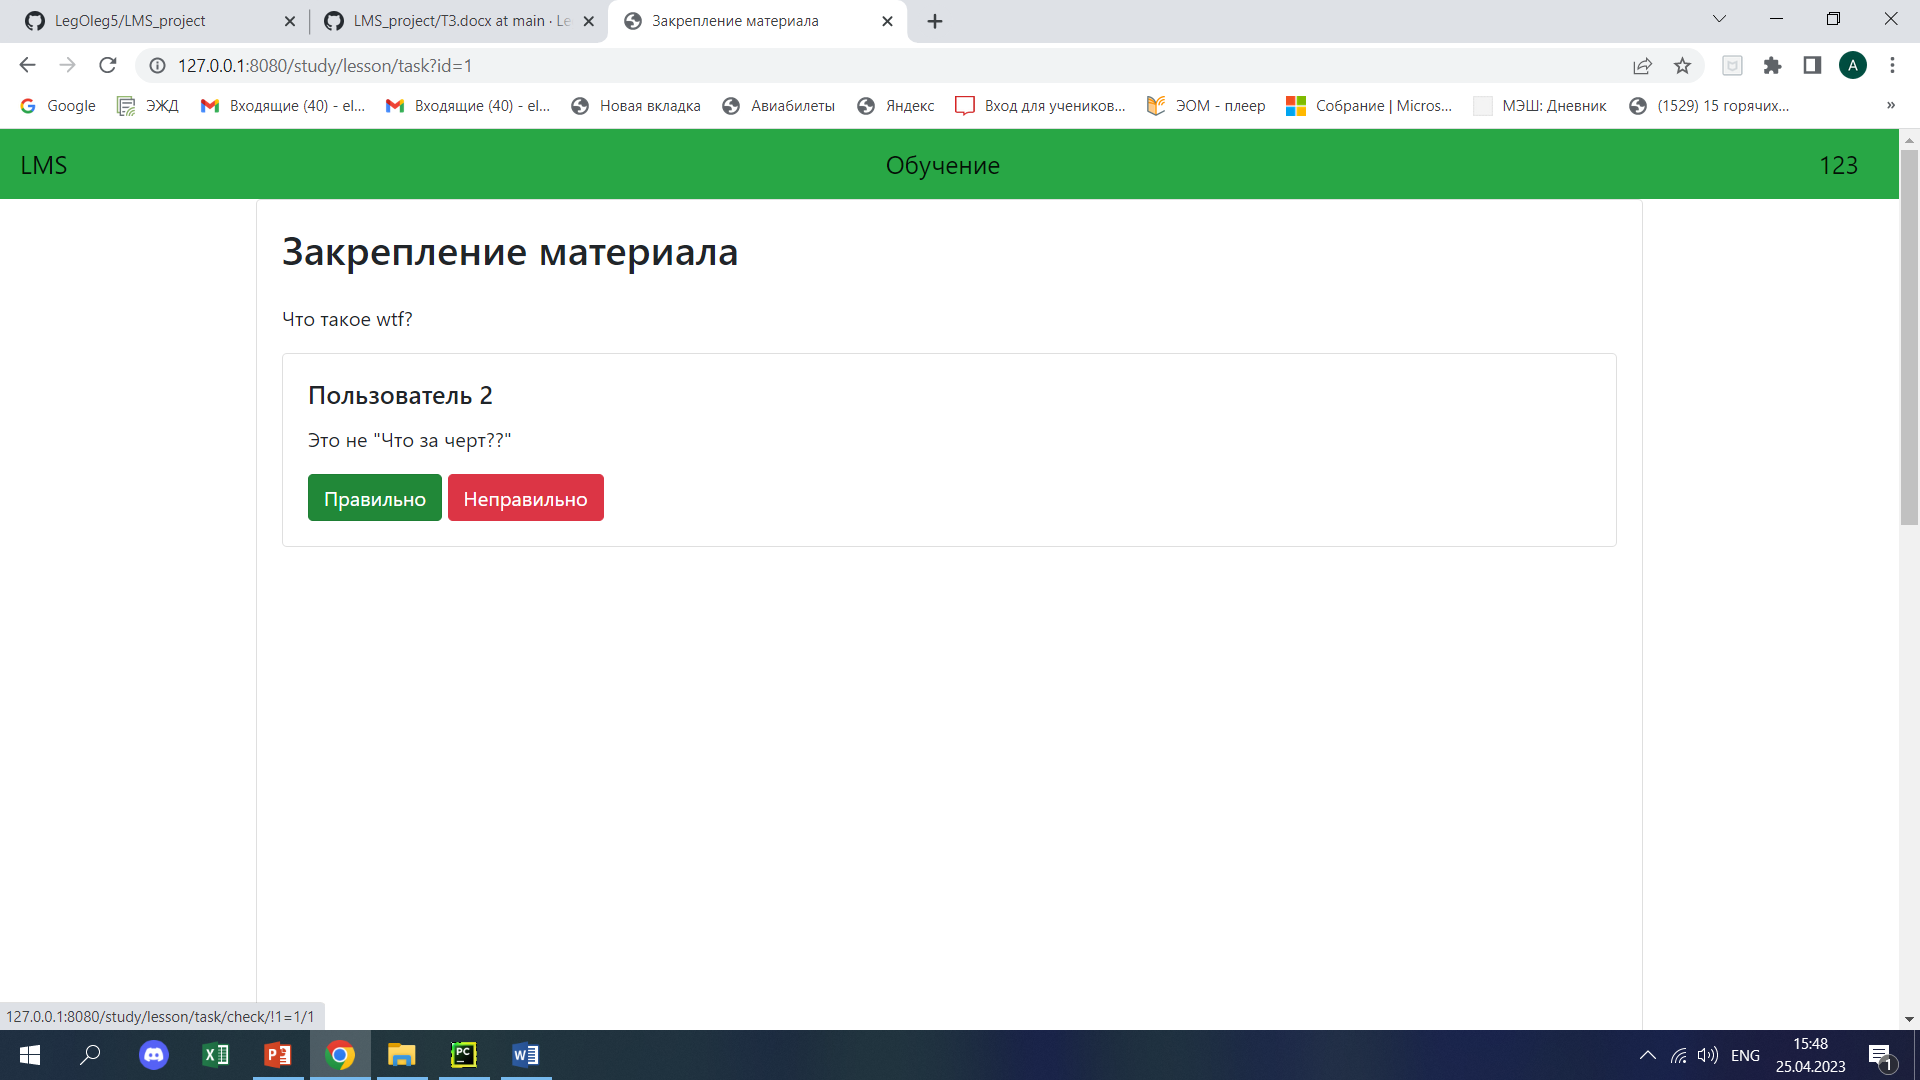 LegOleg5/LMS_project
LMS_project/ТЗ.docx at main · Le
Закрепление материала
127.0.0.1:8080/study/lesson/task?id=1
A
Google
ЭЖД
Входящие (40) - el...
Входящие (40) - el...
Новая вкладка
Авиабилеты
Яндекс
Вход для учеников...
ЭОМ - плеер
Собрание | Micros...
МЭШ: Дневник
(1529) 15 горячих...
»
LMS
Обучение
123
Закрепление материала
Что такое wtf?
Пользователь 2
Это не "Что за черт??"
Правильно
Неправильно
127.0.0.1:8080/study/lesson/task/check/!1=1/1
ENG
15:48
25.04.2023
1